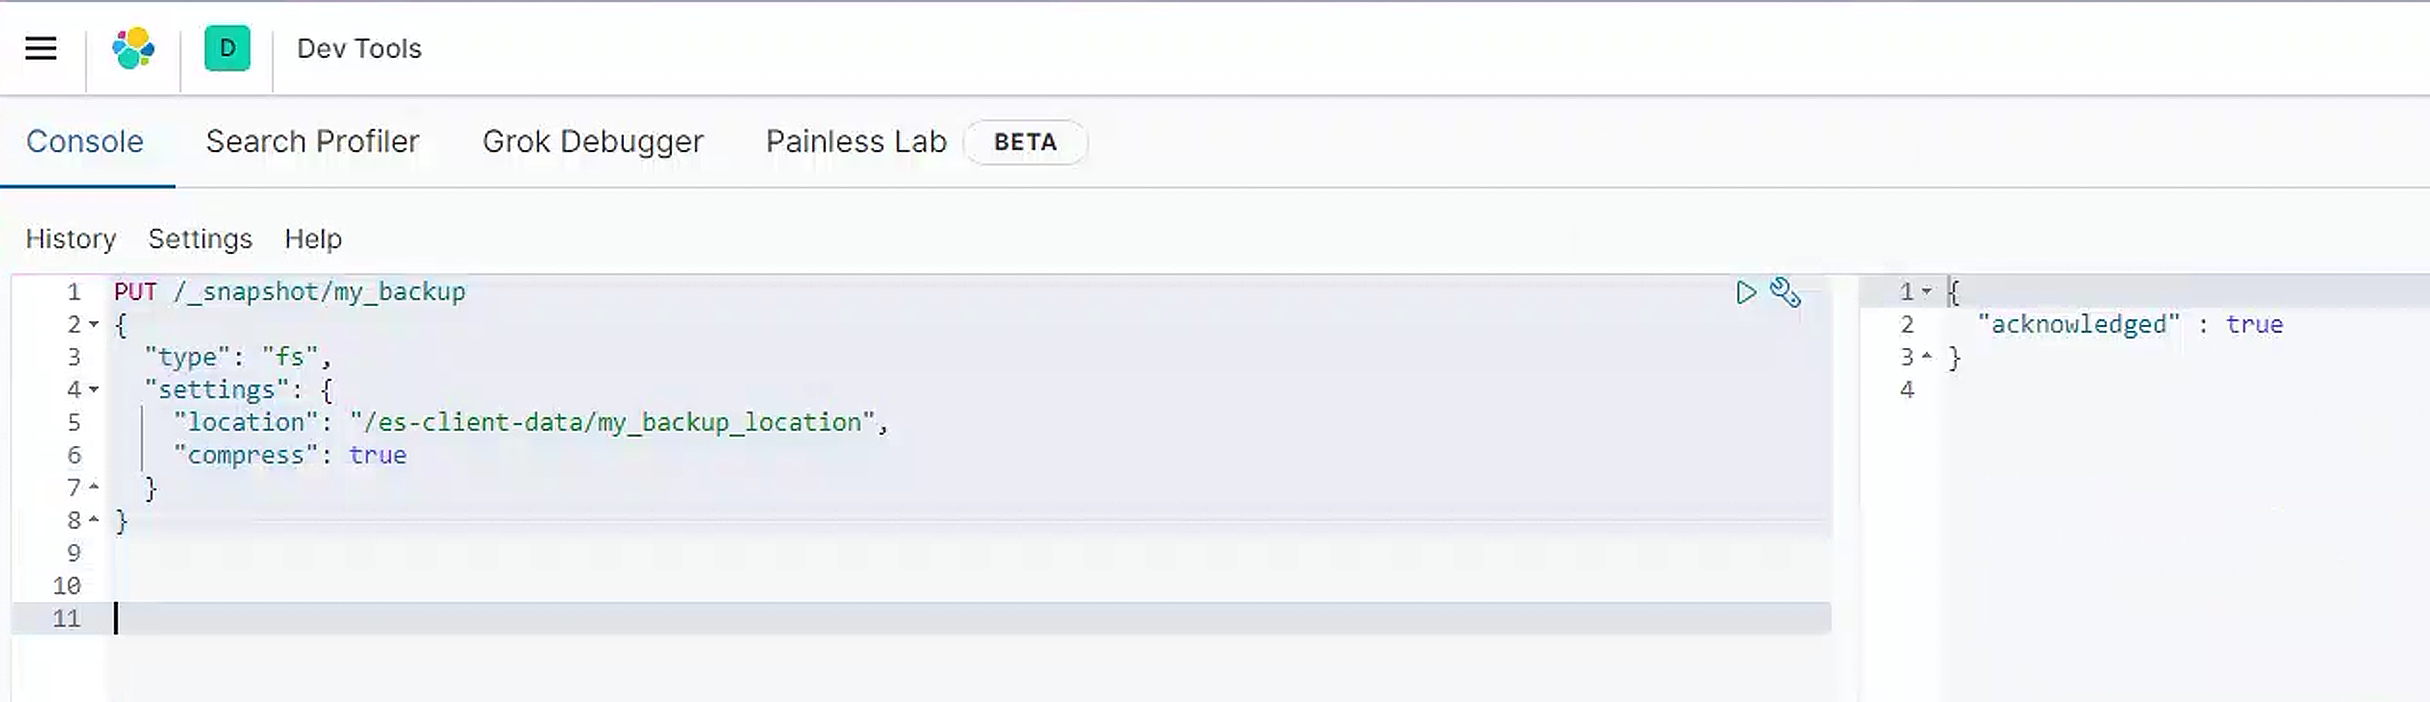 D Dev Tools
Console Search Profiler Grok Debugger Painless Lab BETA
History Settings Help
1 PUT /_snapshot/my_backup
2 {
3 "type": "fs",
4 "settings": {
5 "location": "/es-client-data/my_backup_location",
6 "compress": true
7 }
8 }
9
10
11
1 {
2 "acknowledged" : true
3 }
4